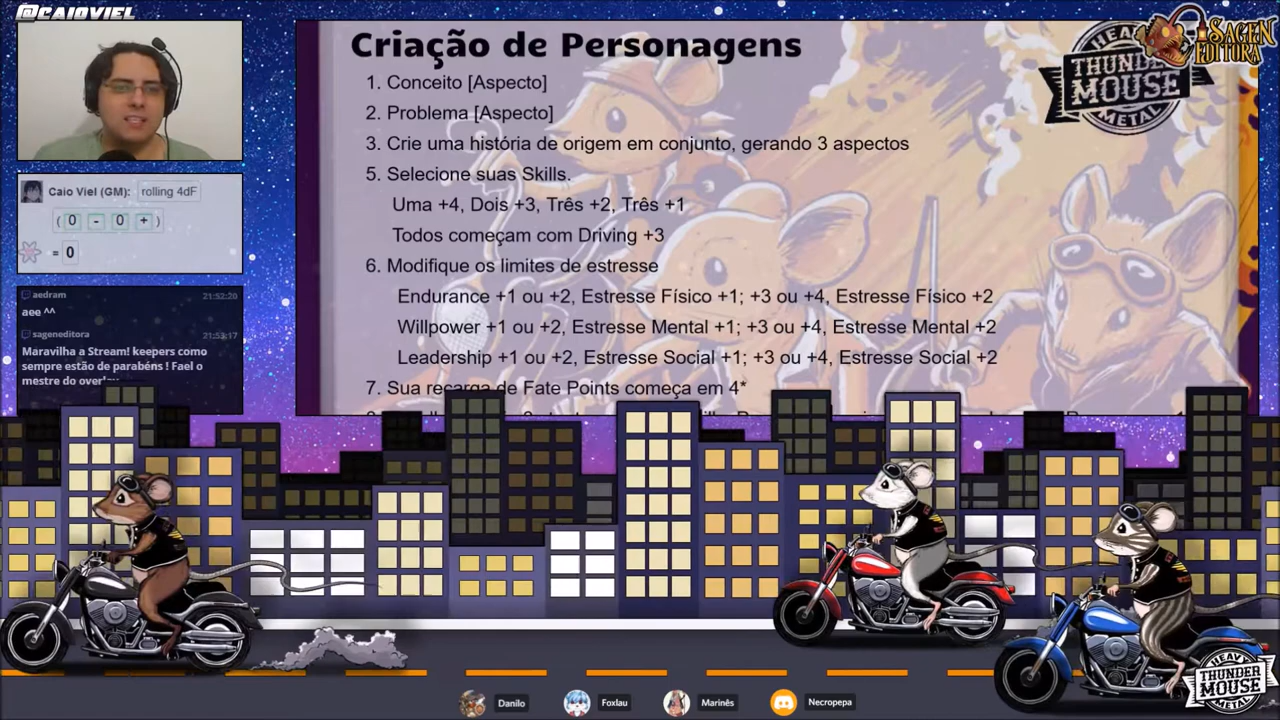 @CAIOVIEL
Criação de Personagens
1. Conceito [Aspecto]
2. Problema [Aspecto]
3. Crie uma história de origem em conjunto, gerando 3 aspectos
5. Selecione suas Skills.
Uma +4, Dois +3, Três +2, Três +1
Todos começam com Driving +3
6. Modifique os limites de estresse
Endurance +1 ou +2, Estresse Físico +1; +3 ou +4, Estresse Físico +2
Willpower +1 ou +2, Estresse Mental +1; +3 ou +4, Estresse Mental +2
Leadership +1 ou +2, Estresse Social +1; +3 ou +4, Estresse Social +2
7. Sua recarga de Fate Points começa em 4*
HEAVY
THUNDER
MOUSE
METAL
SAGEN
EDITORA
Caio Viel (GM): rolling 4dF
( 0 - 0 + )
= 0
aedram 21:52:20
aee ^^
sageneditora 21:53:17
Maravilha a Stream! keepers como
sempre estão de parabéns ! Fael o
mestre do overlay
HEAVY
THUNDER
MOUSE
METAL
Danilo
Foxlau
Marinês
Necropepa